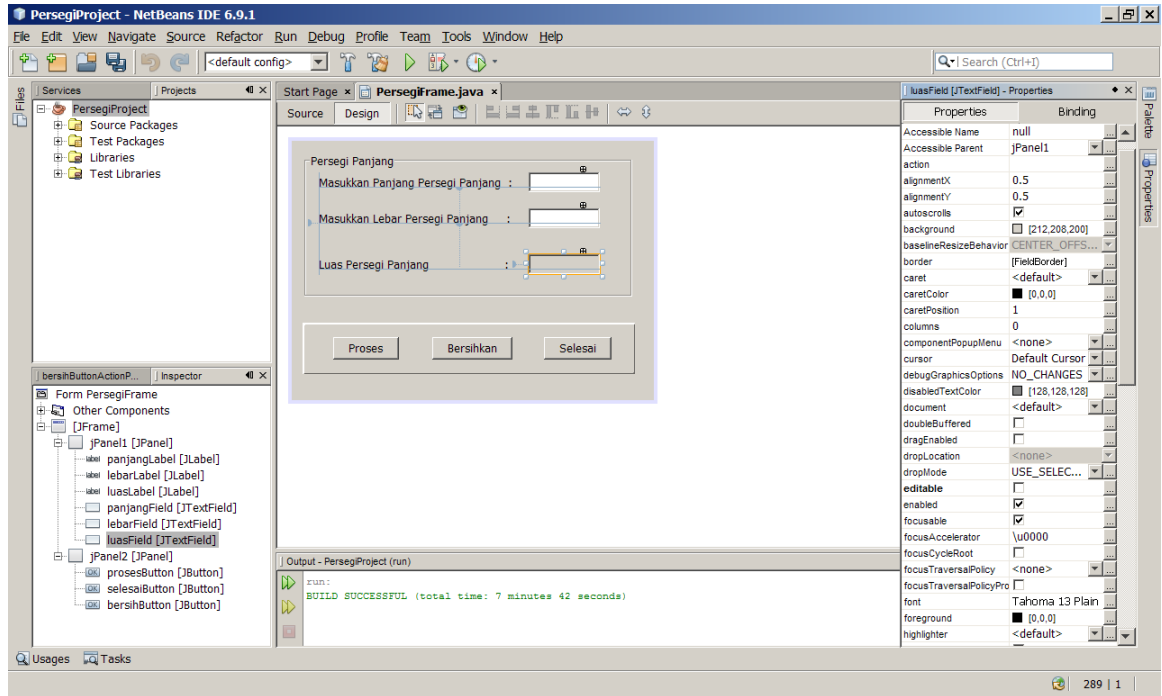 PersegiProject - NetBeans IDE 6.9.1
File Edit View Navigate Source Refactor Run Debug Profile Team Tools Window Help
<default config>
Search (Ctrl+I)
Files
Services Projects
PersegiProject
Source Packages
Test Packages
Libraries
Test Libraries
bersihButtonActionP... Inspector
Form PersegiFrame
Other Components
[JFrame]
jPanel1 [JPanel]
label panjangLabel [JLabel]
label lebarLabel [JLabel]
label luasLabel [JLabel]
panjangField [JTextField]
lebarField [JTextField]
luasField [JTextField]
jPanel2 [JPanel]
OK prosesButton [JButton]
OK selesaiButton [JButton]
OK bersihButton [JButton]
Start Page PersegiFrame.java
Source Design
Persegi Panjang
Masukkan Panjang Persegi Panjang :
Masukkan Lebar Persegi Panjang :
Luas Persegi Panjang :
Proses Bersihkan Selesai
Output - PersegiProject (run)
run:
BUILD SUCCESSFUL (total time: 7 minutes 42 seconds)
luasField [JTextField] - Properties
Properties Binding
Accessible Name null ...
Accessible Parent jPanel1 ...
action ...
alignmentX 0.5 ...
alignmentY 0.5 ...
autoscrolls ...
background [212,208,200] ...
baselineResizeBehavior CENTER_OFFS...
border [FieldBorder] ...
caret <default> ...
caretColor [0,0,0] ...
caretPosition 1 ...
columns 0 ...
componentPopupMenu <none> ...
cursor Default Cursor ...
debugGraphicsOptions NO_CHANGES ...
disabledTextColor [128,128,128] ...
document <default> ...
doubleBuffered ...
dragEnabled ...
dropLocation <none>
dropMode USE_SELEC... ...
editable ...
enabled ...
focusable ...
focusAccelerator \u0000 ...
focusCycleRoot ...
focusTraversalPolicy <none> ...
focusTraversalPolicyPro ...
font Tahoma 13 Plain ...
foreground [0,0,0] ...
highlighter <default> ...
Palette
Properties
Usages Tasks
289 | 1